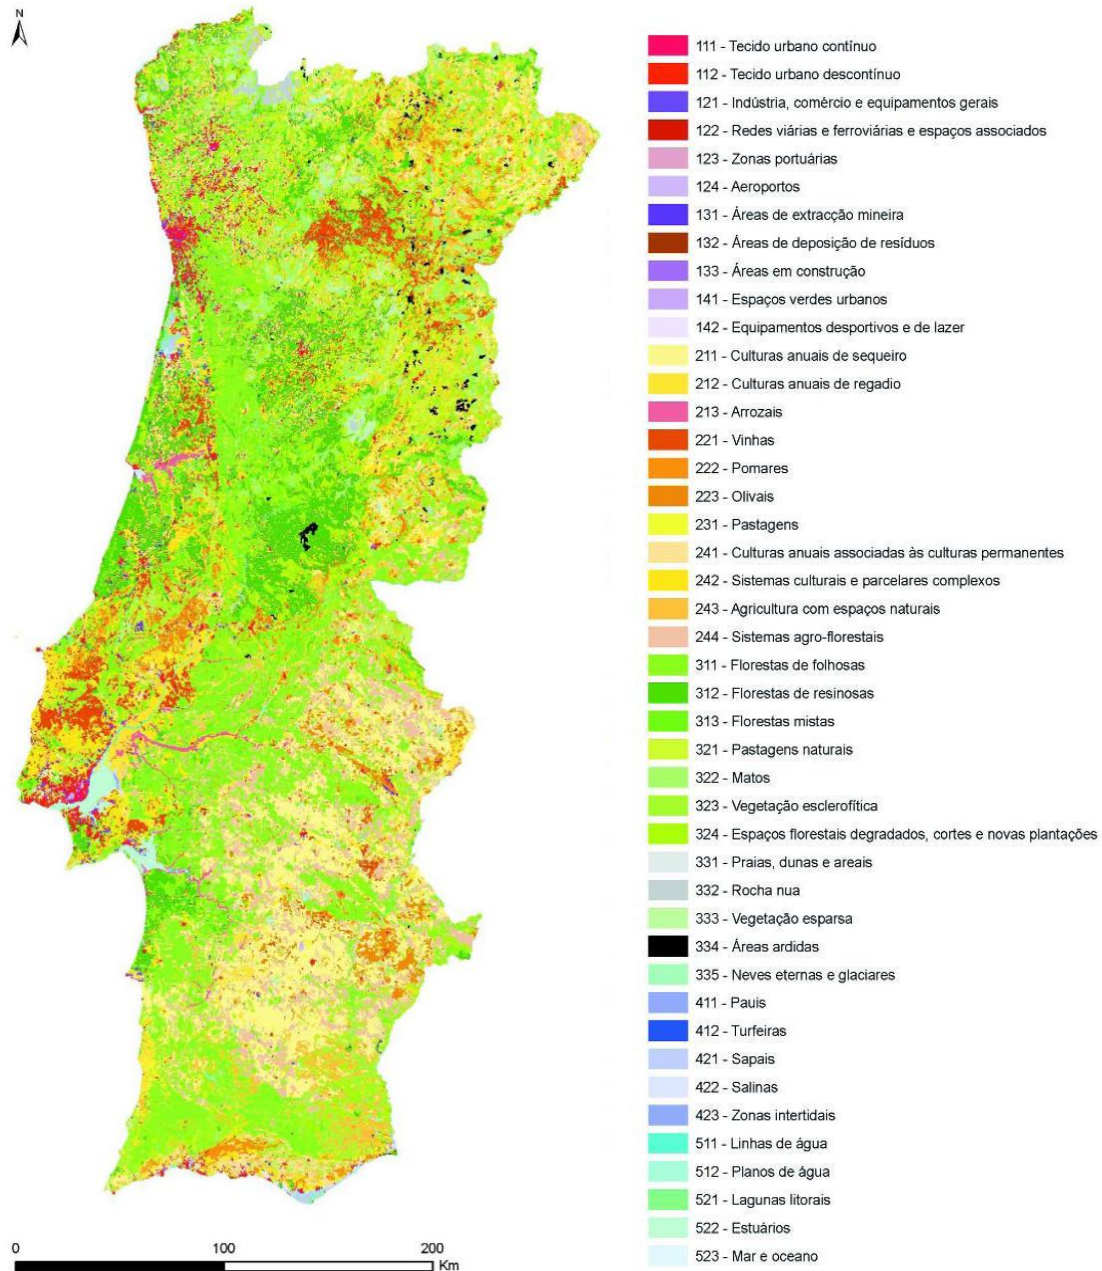 N
111 - Tecido urbano contínuo
112 - Tecido urbano descontínuo
121 - Indústria, comércio e equipamentos gerais
122 - Redes viárias e ferroviárias e espaços associados
123 - Zonas portuárias
124 - Aeroportos
131 - Áreas de extracção mineira
132 - Áreas de deposição de resíduos
133 - Áreas em construção
141 - Espaços verdes urbanos
142 - Equipamentos desportivos e de lazer
211 - Culturas anuais de sequeiro
212 - Culturas anuais de regadio
213 - Arrozais
221 - Vinhas
222 - Pomares
223 - Olivais
231 - Pastagens
241 - Culturas anuais associadas às culturas permanentes
242 - Sistemas culturais e parcelares complexos
243 - Agricultura com espaços naturais
244 - Sistemas agro-florestais
311 - Florestas de folhosas
312 - Florestas de resinosas
313 - Florestas mistas
321 - Pastagens naturais
322 - Matos
323 - Vegetação esclerofítica
324 - Espaços florestais degradados, cortes e novas plantações
331 - Praias, dunas e areais
332 - Rocha nua
333 - Vegetação esparsa
334 - Áreas ardidas
335 - Neves eternas e glaciares
411 - Pauis
412 - Turfeiras
421 - Sapais
422 - Salinas
423 - Zonas intertidais
511 - Linhas de água
512 - Planos de água
521 - Lagunas litorais
522 - Estuários
523 - Mar e oceano
0 100 200
Km